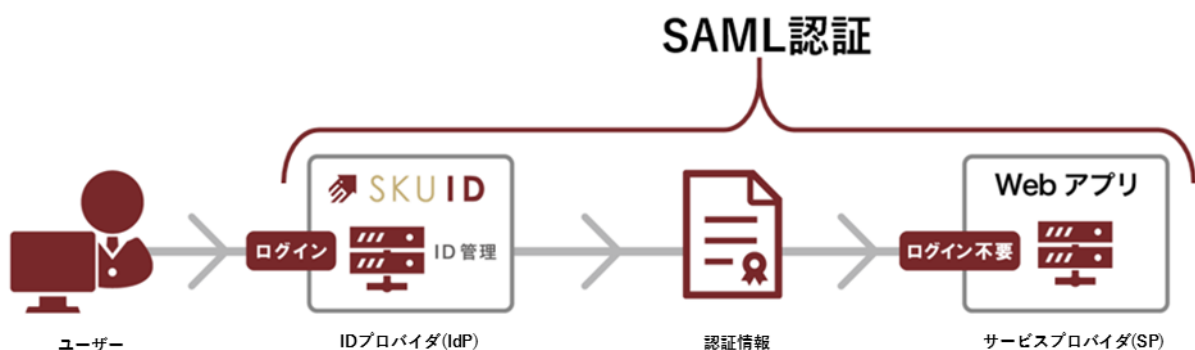 SAML認証
SKUID
Web アプリ
ログイン
ID管理
ログイン不要
ユーザー
IDプロバイダ(IdP)
認証情報
サービスプロバイダ(SP)